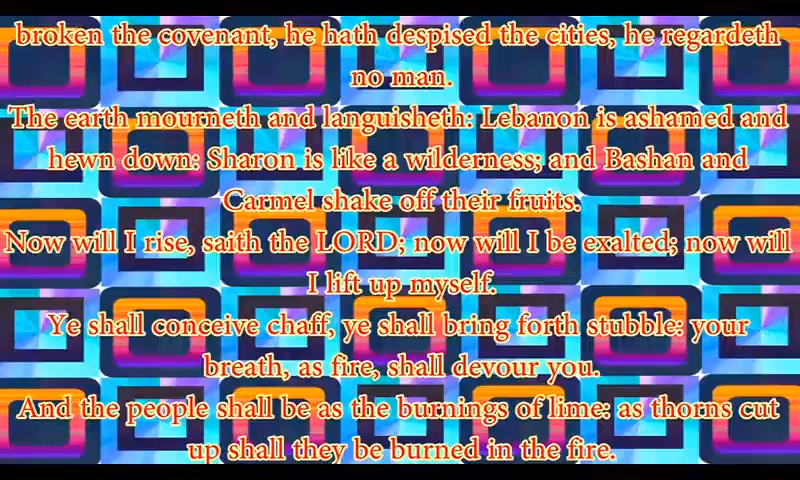 broken the covenant, he hath despised the cities, he regardeth
no man.
The earth mourneth and languisheth: Lebanon is ashamed and
hewn down: Sharon is like a wilderness; and Bashan and
Carmel shake off their fruits.
Now will I rise, saith the LORD; now will I be exalted; now will
I lift up myself.
Ye shall conceive chaff, ye shall bring forth stubble: your
breath, as fire, shall devour you.
And the people shall be as the burnings of lime: as thorns cut
up shall they be burned in the fire.